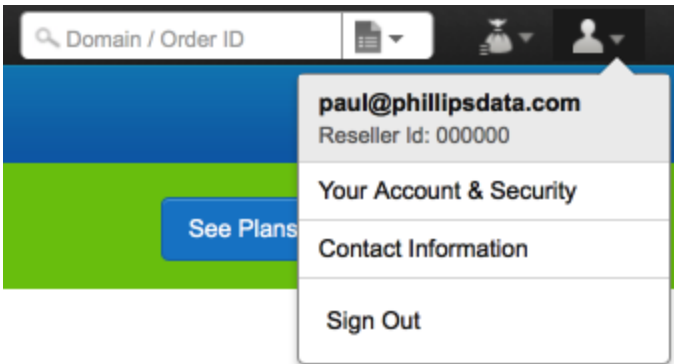 Domain / Order ID
paul@phillipsdata.com
Reseller Id: 000000
Your Account & Security
See Plans
Contact Information
Sign Out